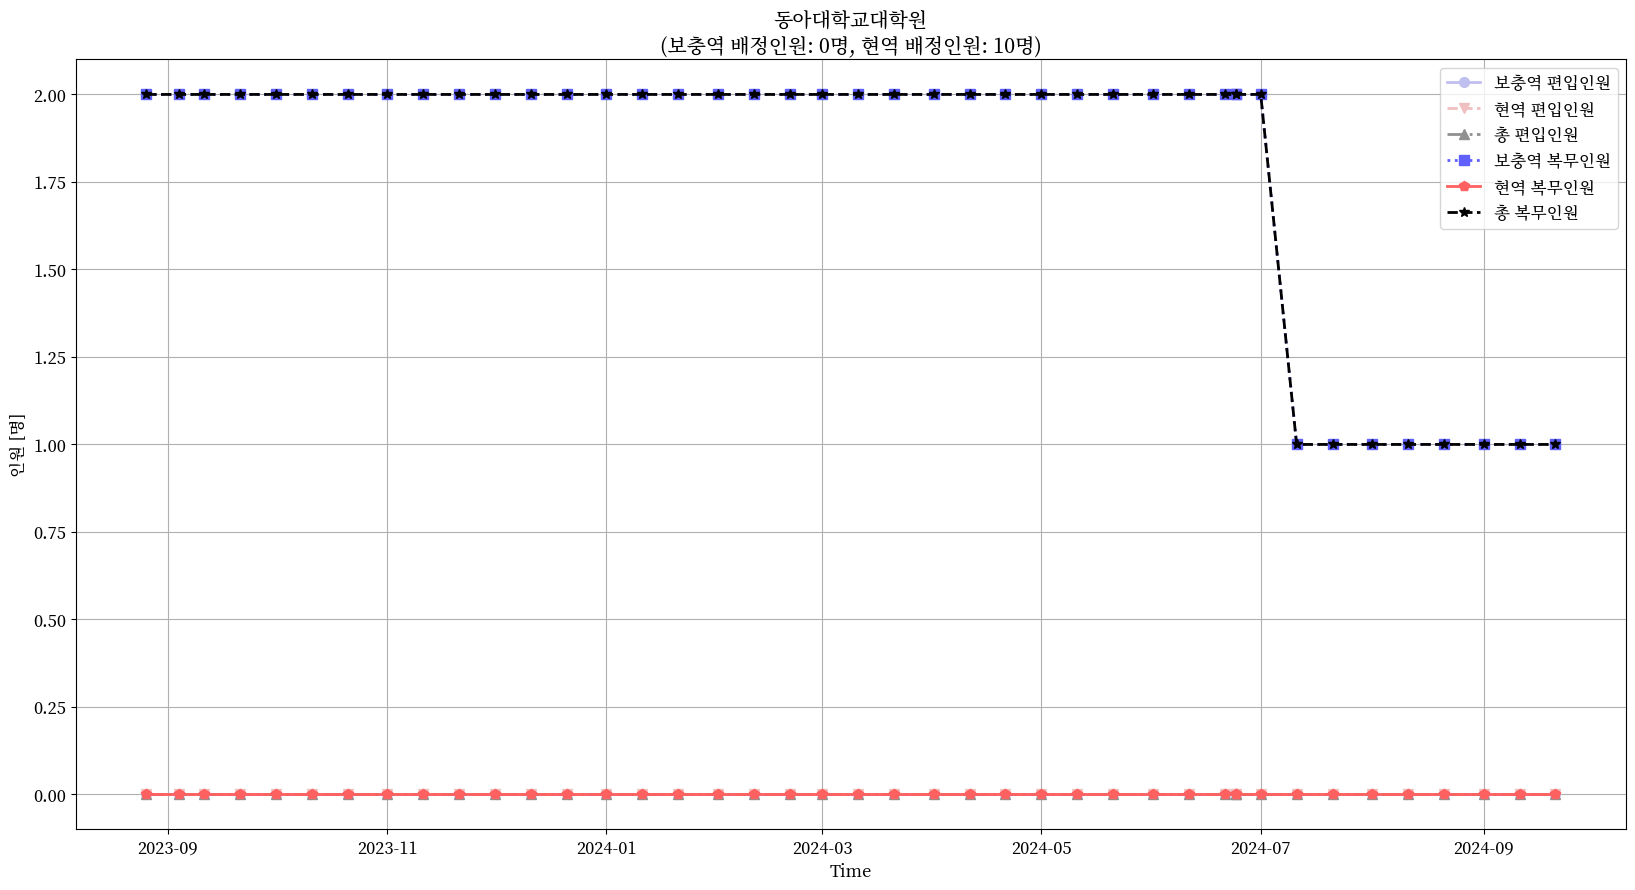 동아대학교대학원
(보충역 배정인원: 0명, 현역 배정인원: 10명)
보충역 편입인원
현역 편입인원
총 편입인원
보충역 복무인원
현역 복무인원
총 복무인원
인원 [명]
2.00
1.75
1.50
1.25
1.00
0.75
0.50
0.25
0.00
2023-09
2023-11
2024-01
2024-03
2024-05
2024-07
2024-09
Time